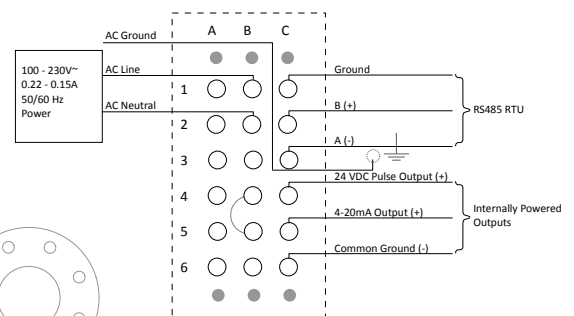 A B C
AC Ground
100 - 230V~
0.22 - 0.15A
50/60 Hz
Power
AC Line
AC Neutral
1
2
3
4
5
6
Ground
B (+)
A (-)
RS485 RTU
24 VDC Pulse Output (+)
4-20mA Output (+)
Common Ground (-)
Internally Powered
Outputs